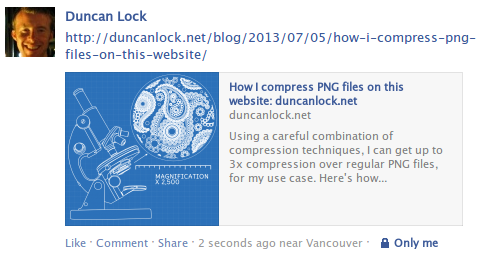 Duncan Lock
http://duncanlock.net/blog/2013/07/05/how-i-compress-png-
files-on-this-website/
How I compress PNG files on this
website: duncanlock.net
duncanlock.net
Using a careful combination of
compression techniques, I can get up to
3x compression over regular PNG files,
for my use case. Here's how...
MAGNIFICATION
X 2,500
Like · Comment · Share · 2 seconds ago near Vancouver · Only me